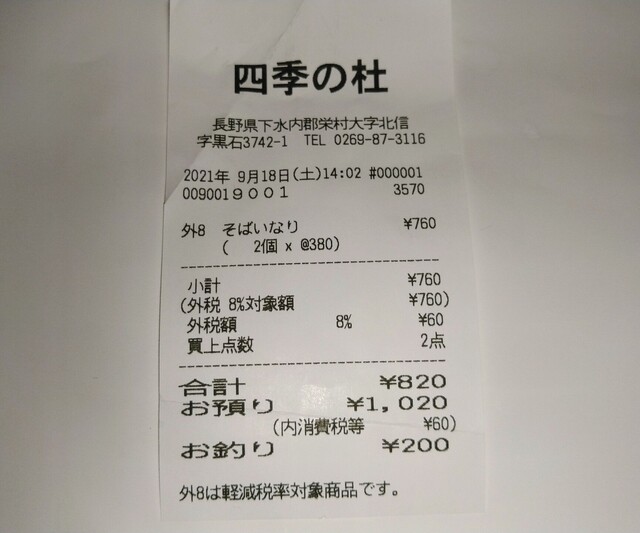 四季の杜
長野県下水内郡栄村大字北信
字黒石3742-1 TEL 0269-87-3116
2021年 9月18日(土)14:02 #000001
0090019001 3570
外8 そばいなり ¥760
( 2個 x @380)
小計 ¥760
(外税 8%対象額 ¥760)
外税額 8% ¥60
買上点数 2点
合計 ¥820
お預り ¥1,020
(内消費税等 ¥60)
お釣り ¥200
外8は軽減税率対象商品です。